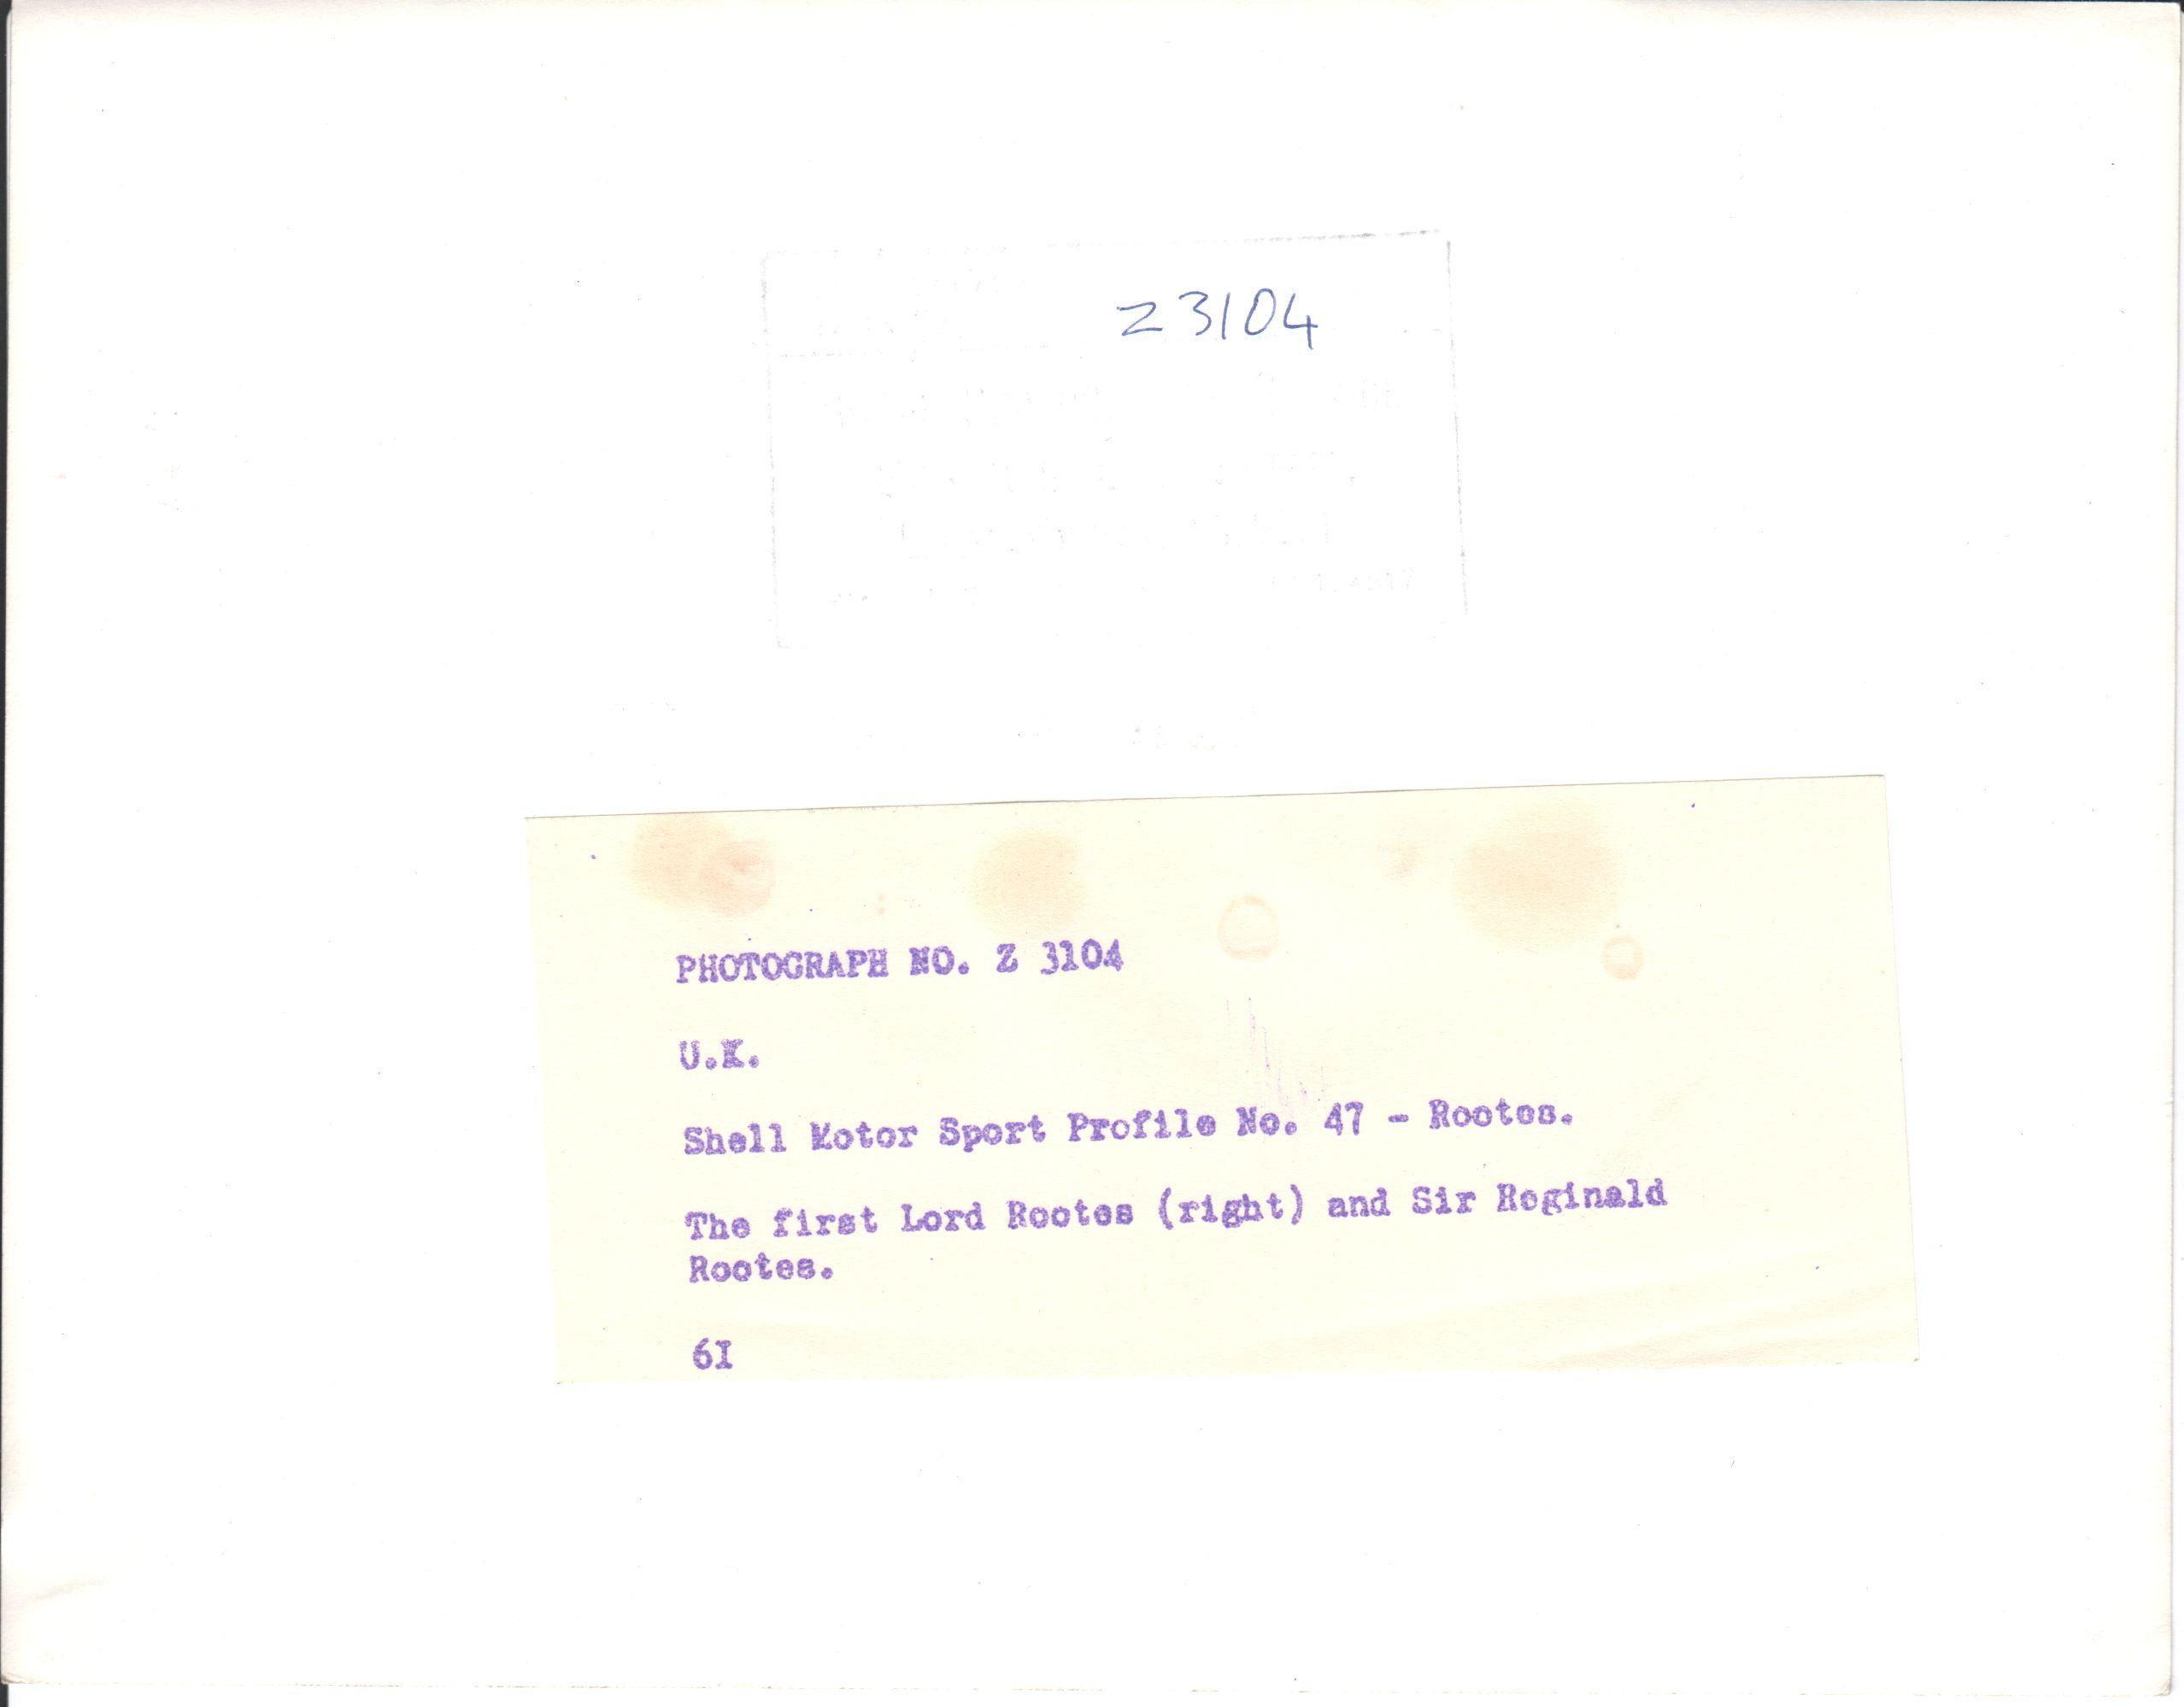 Z3104
PHOTOGRAPH NO. Z 3104
U.K.
Shell Motor Sport Profile No. 47 - Rootes.
The first Lord Rootes (right) and Sir Reginald
Rootes.
6I